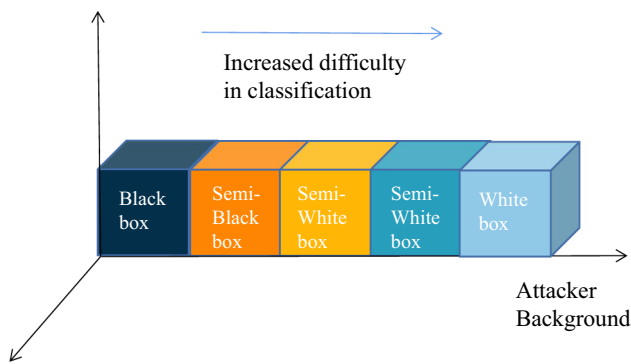 Increased difficulty
in classification
Black
box
Semi-
Black
box
Semi-
White
box
Semi-
White
box
White
box
Attacker
Background